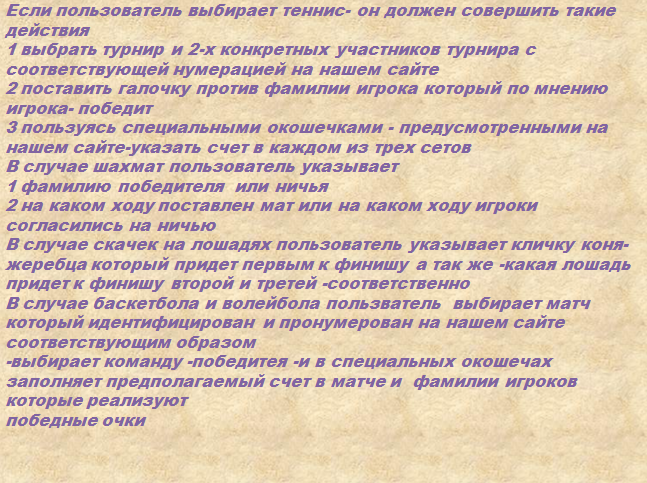 Если пользователь выбирает теннис- он должен совершить такие
действия
1 выбрать турнир и 2-х конкретных участников турнира с
соответствующей нумерацией на нашем сайте
2 поставить галочку против фамилии игрока который по мнению
игрока- победит
3 пользуясь специальными окошечками - предусмотренными на
нашем сайте-указать счет в каждом из трех сетов
В случае шахмат пользователь указывает
1 фамилию победителя или ничья
2 на каком ходу поставлен мат или на каком ходу игроки
согласились на ничью
В случае скачек на лошадях пользователь указывает кличку коня-
жеребца который придет первым к финишу а так же -какая лошадь
придет к финишу второй и третей -соответственно
В случае баскетбола и волейбола пользватель выбирает матч
который идентифицирован и пронумерован на нашем сайте
соответствующим образом
-выбирает команду -победитея -и в специальных окошечах
заполняет предполагаемый счет в матче и фамилии игроков
которые реализуют
победные очки